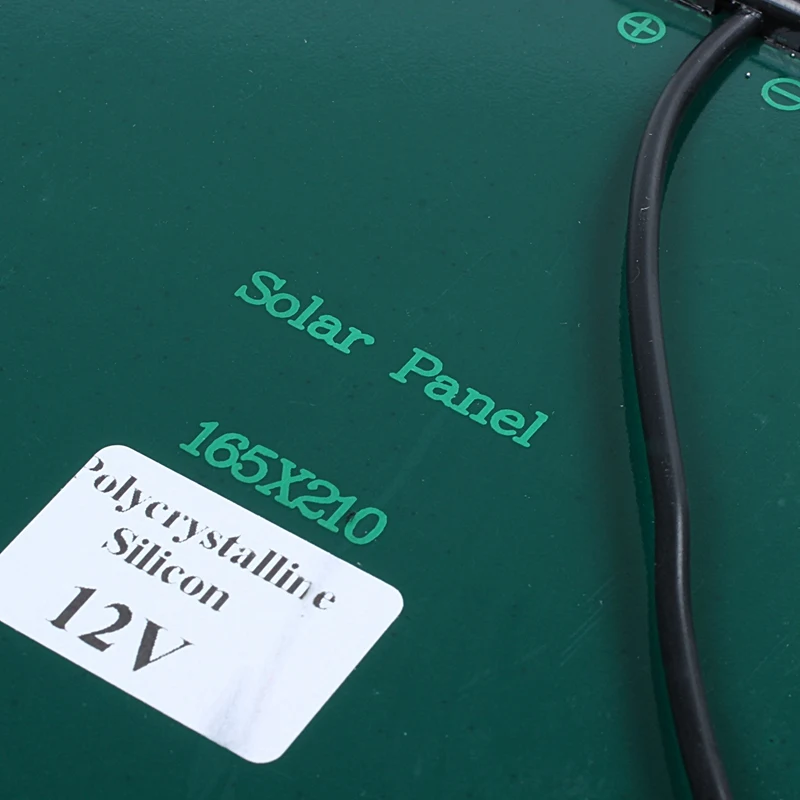 Solar Panel
165X210
Polycrystalline
Silicon
12V